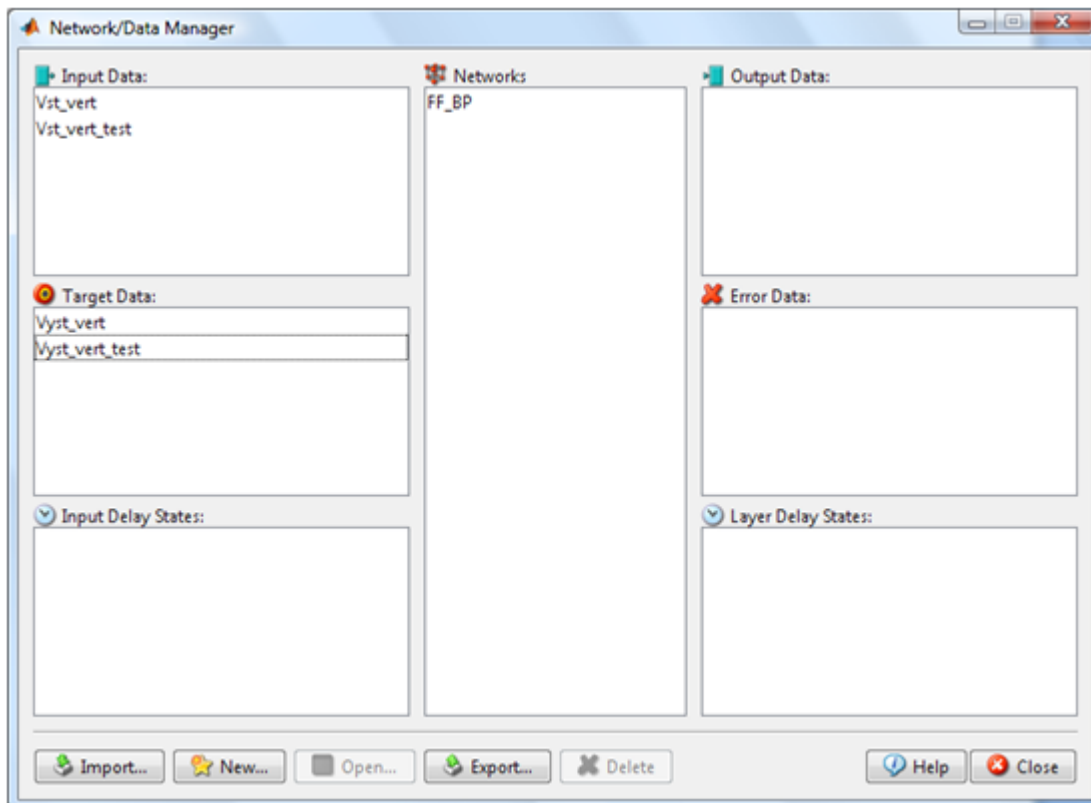 Network/Data Manager
Input Data:
Vst_vert
Vst_vert_test
Networks
FF_BP
Output Data:
Target Data:
Vyst_vert
Vyst_vert_test
Error Data:
Input Delay States:
Layer Delay States:
Import...
New...
Open...
Export...
Delete
Help
Close